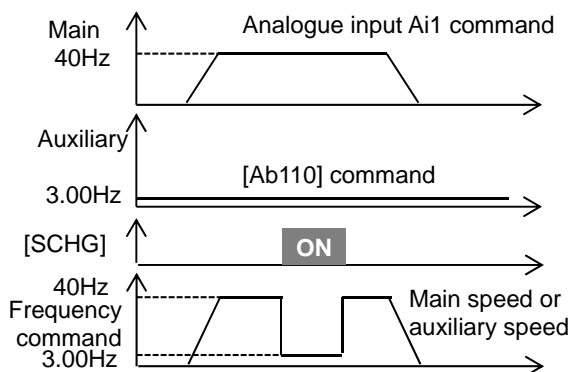 Main
Analogue input Ai1 command
40Hz
Auxiliary
[Ab110] command
3.00Hz
[SCHG]
ON
40Hz
Frequency
command
3.00Hz
Main speed or
auxiliary speed